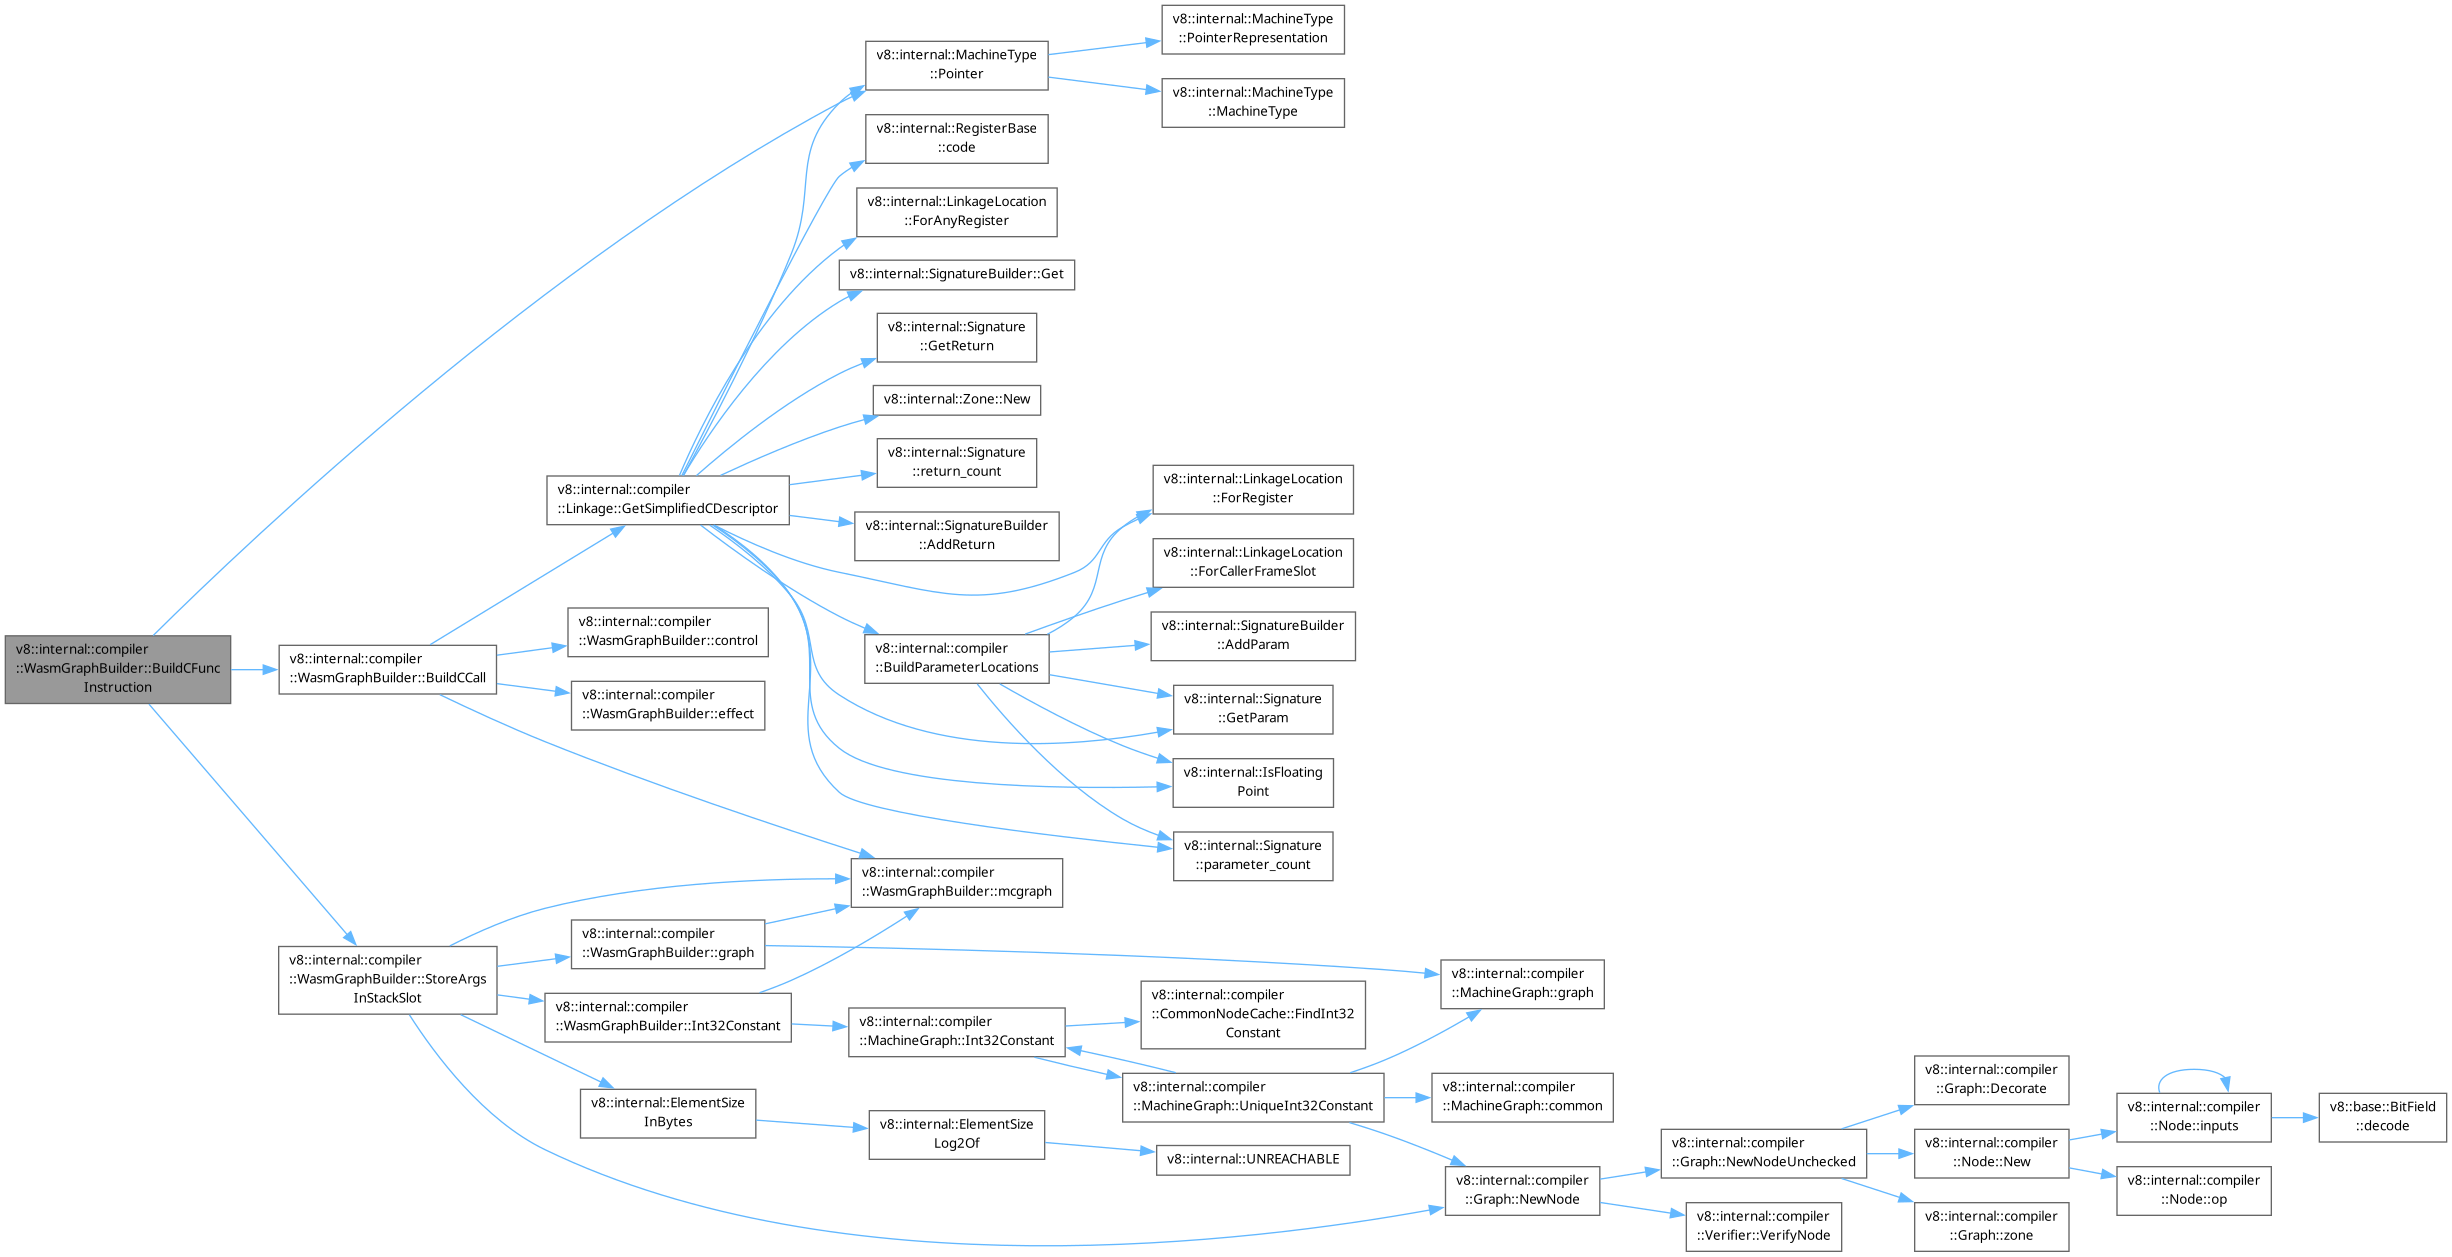 v8::internal::compiler
::WasmGraphBuilder::BuildCFunc
Instruction
v8::internal::MachineType
::Pointer
v8::internal::MachineType
::PointerRepresentation
v8::internal::MachineType
::MachineType
v8::internal::compiler
::WasmGraphBuilder::BuildCCall
v8::internal::compiler
::Linkage::GetSimplifiedCDescriptor
v8::internal::RegisterBase
::code
v8::internal::LinkageLocation
::ForAnyRegister
v8::internal::SignatureBuilder::Get
v8::internal::Signature
::GetReturn
v8::internal::Zone::New
v8::internal::Signature
::return_count
v8::internal::SignatureBuilder
::AddReturn
v8::internal::compiler
::BuildParameterLocations
v8::internal::LinkageLocation
::ForRegister
v8::internal::LinkageLocation
::ForCallerFrameSlot
v8::internal::SignatureBuilder
::AddParam
v8::internal::Signature
::GetParam
v8::internal::IsFloating
Point
v8::internal::Signature
::parameter_count
v8::internal::compiler
::WasmGraphBuilder::control
v8::internal::compiler
::WasmGraphBuilder::effect
v8::internal::compiler
::WasmGraphBuilder::mcgraph
v8::internal::compiler
::WasmGraphBuilder::StoreArgs
InStackSlot
v8::internal::compiler
::WasmGraphBuilder::graph
v8::internal::compiler
::MachineGraph::graph
v8::internal::compiler
::WasmGraphBuilder::Int32Constant
v8::internal::compiler
::MachineGraph::Int32Constant
v8::internal::compiler
::CommonNodeCache::FindInt32
Constant
v8::internal::compiler
::MachineGraph::UniqueInt32Constant
v8::internal::compiler
::MachineGraph::common
v8::internal::ElementSize
InBytes
v8::internal::ElementSize
Log2Of
v8::internal::UNREACHABLE
v8::internal::compiler
::Graph::NewNode
v8::internal::compiler
::Graph::NewNodeUnchecked
v8::internal::compiler
::Verifier::VerifyNode
v8::internal::compiler
::Graph::Decorate
v8::internal::compiler
::Node::New
v8::internal::compiler
::Graph::zone
v8::internal::compiler
::Node::inputs
v8::internal::compiler
::Node::op
v8::base::BitField
::decode